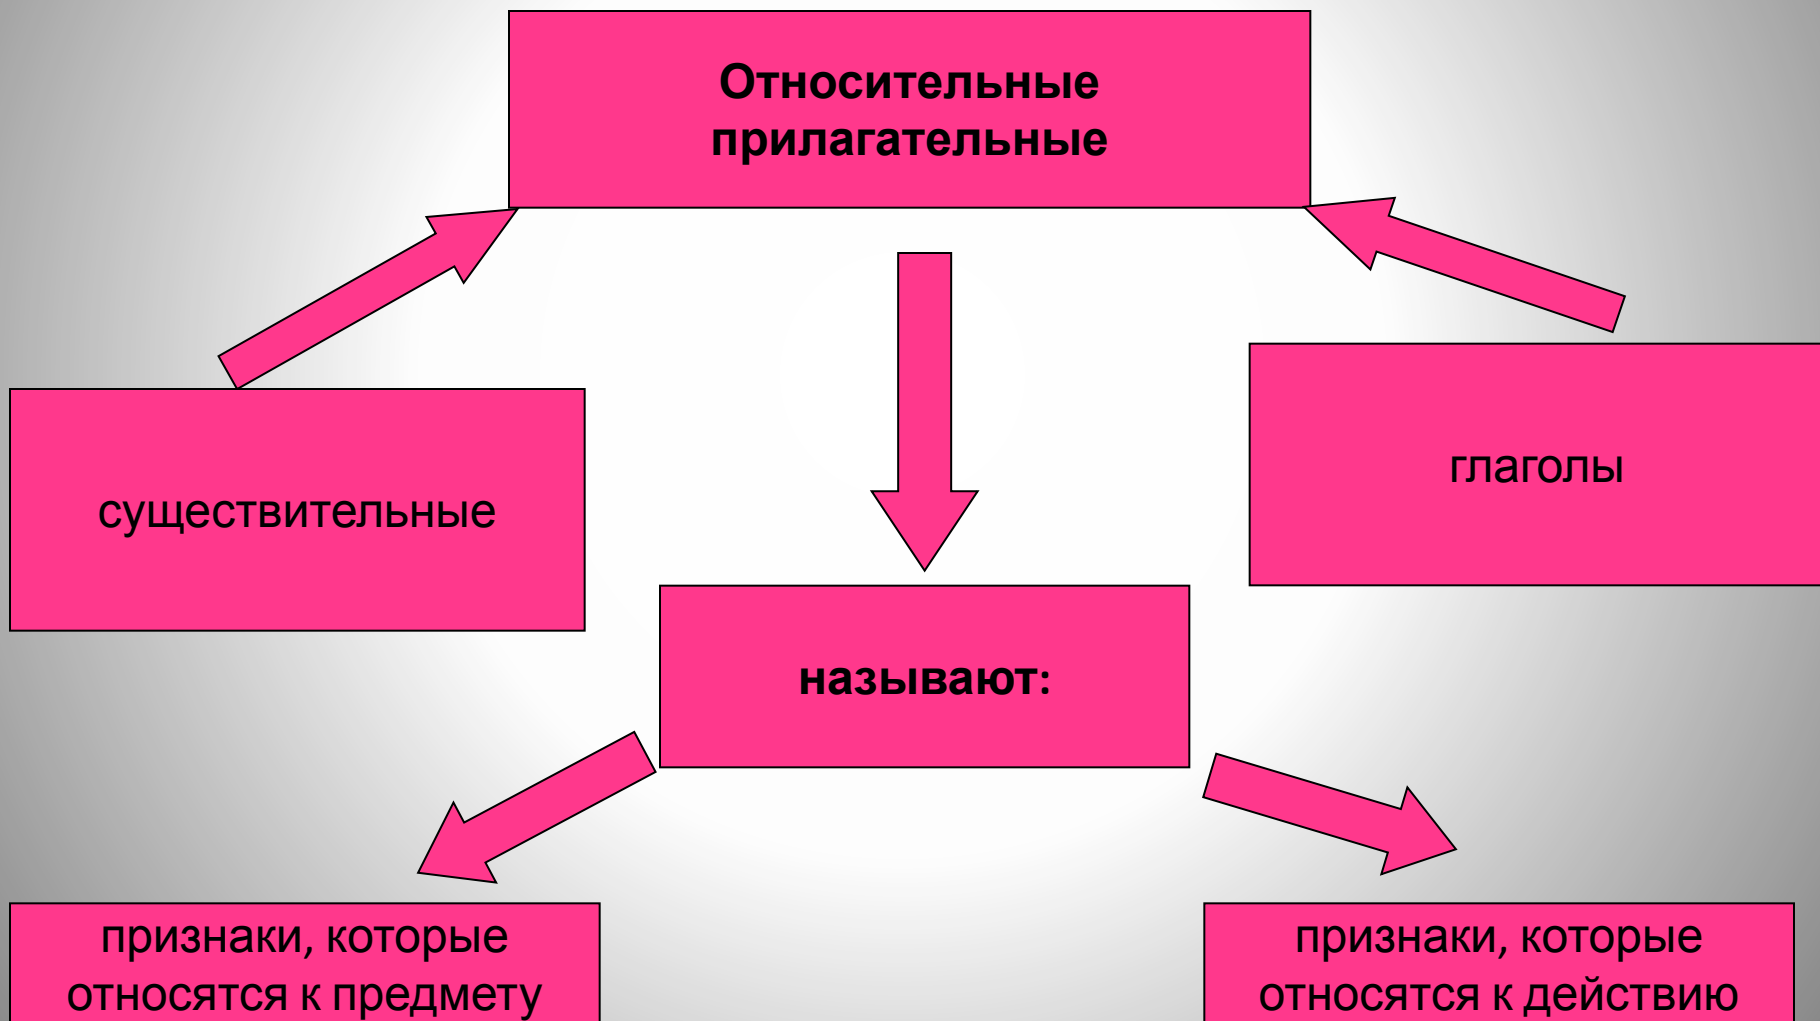 Относительные
прилагательные
существительные
глаголы
называют:
признаки, которые
относятся к предмету
признаки, которые
относятся к действию